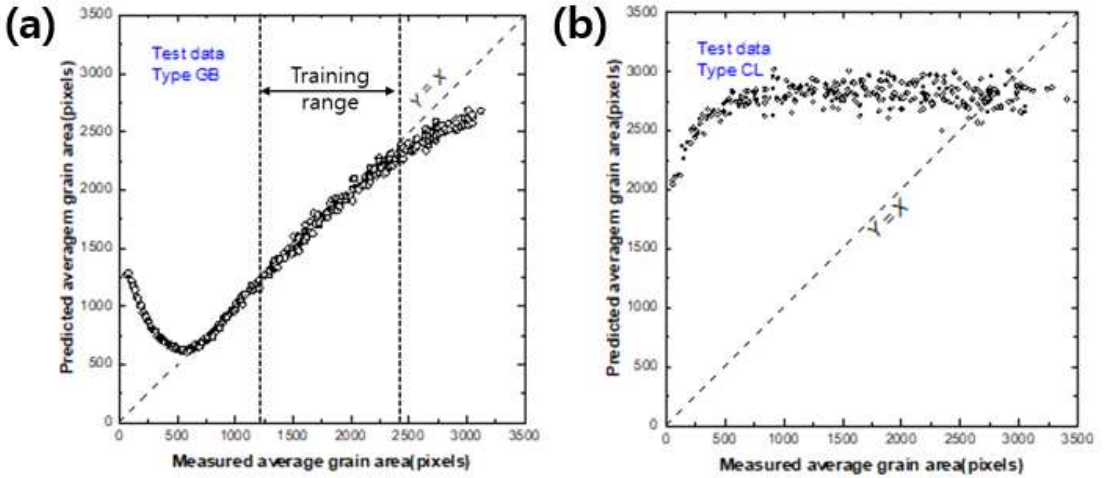 (a)
Predicted averagem grain area(pixels)
3500
3000
2500
2000
1500
1000
500
0
Test data
Type GB
Training
range
Y = X
0 500 1000 1500 2000 2500 3000 3500
Measured average grain area(pixels)
(b)
Predicted averagem grain area(pixels)
3500
3000
2500
2000
1500
1000
500
0
Test data
Type CL
Y = X
0 500 1000 1500 2000 2500 3000 3500
Measured average grain area(pixels)